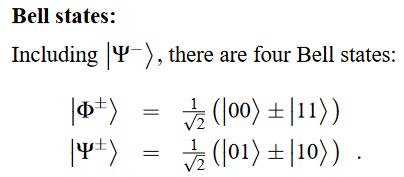 Bell states:
Including |Ψ⁻⟩, there are four Bell states:
|Φ±⟩ = 1/√2 (|00⟩ ± |11⟩)
|Ψ±⟩ = 1/√2 (|01⟩ ± |10⟩) .